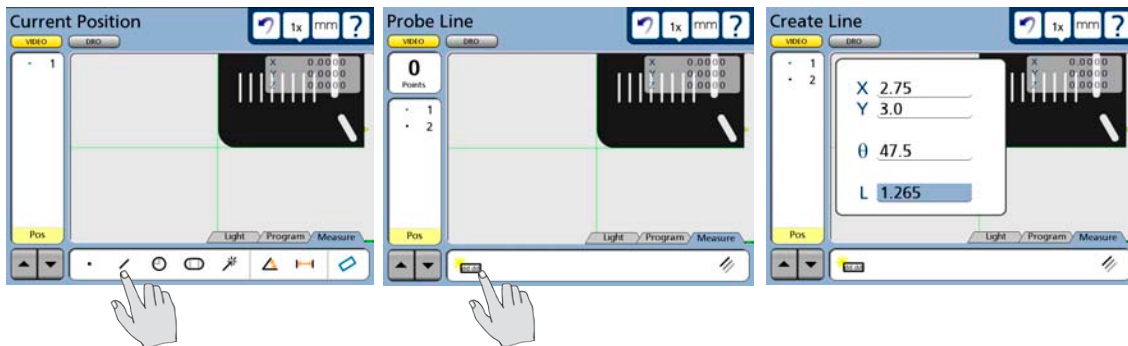 Current Position
1x mm ?
VIDEO DRO
1
X 0.0000
Y 0.0000
Z 0.0000
Pos
Light Program Measure
Probe Line
1x mm ?
VIDEO DRO
0
Points
1
2
X 0.0000
Y 0.0000
Z 0.0000
Pos
Light Program Measure
Create Line
1x mm ?
VIDEO DRO
1
2
X 2.75
Y 3.0
θ 47.5
L 1.265
0.0000
0.0000
0.0000
Pos
Light Program Measure